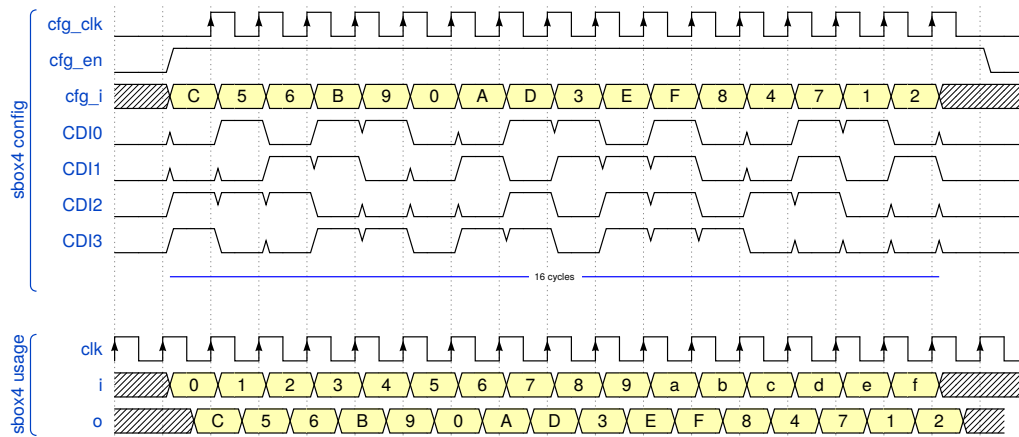 sbox4 config
cfg_clk
cfg_en
cfg_i C 5 6 B 9 0 A D 3 E F 8 4 7 1 2
CDI0
CDI1
CDI2
CDI3
16 cycles
sbox4 usage
clk
i 0 1 2 3 4 5 6 7 8 9 a b c d e f
o C 5 6 B 9 0 A D 3 E F 8 4 7 1 2